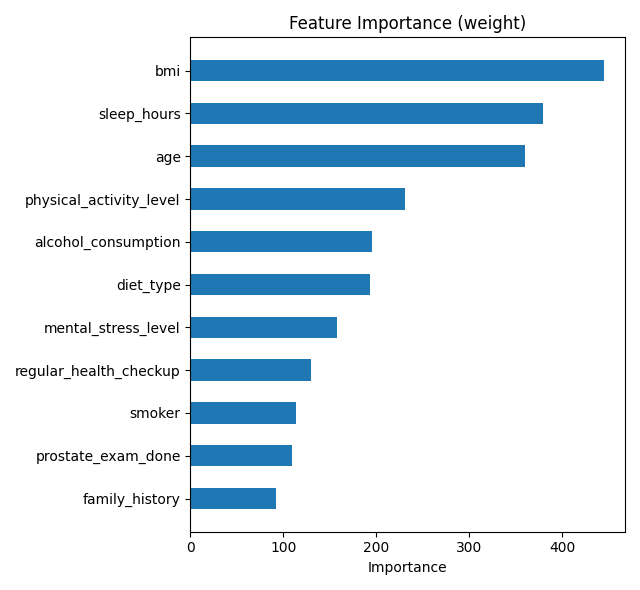 Feature Importance (weight)
bmi
sleep_hours
age
physical_activity_level
alcohol_consumption
diet_type
mental_stress_level
regular_health_checkup
smoker
prostate_exam_done
family_history
0 100 200 300 400
Importance